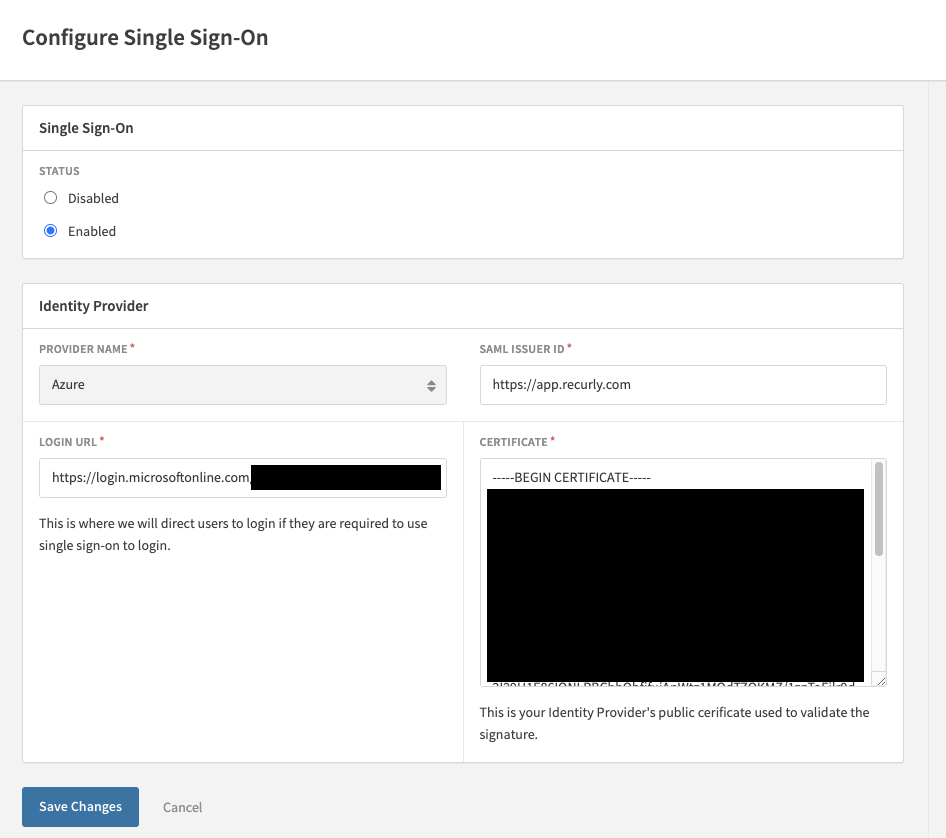 Configure Single Sign-On
Single Sign-On
STATUS
Disabled
Enabled
Identity Provider
PROVIDER NAME *
SAML ISSUER ID *
Azure
https://app.recurly.com
LOGIN URL *
CERTIFICATE *
https://login.microsoftonline.com
-----BEGIN CERTIFICATE-----
This is where we will direct users to login if they are required to use
single sign-on to login.
This is your Identity Provider's public cerificate used to validate the
signature.
Save Changes
Cancel